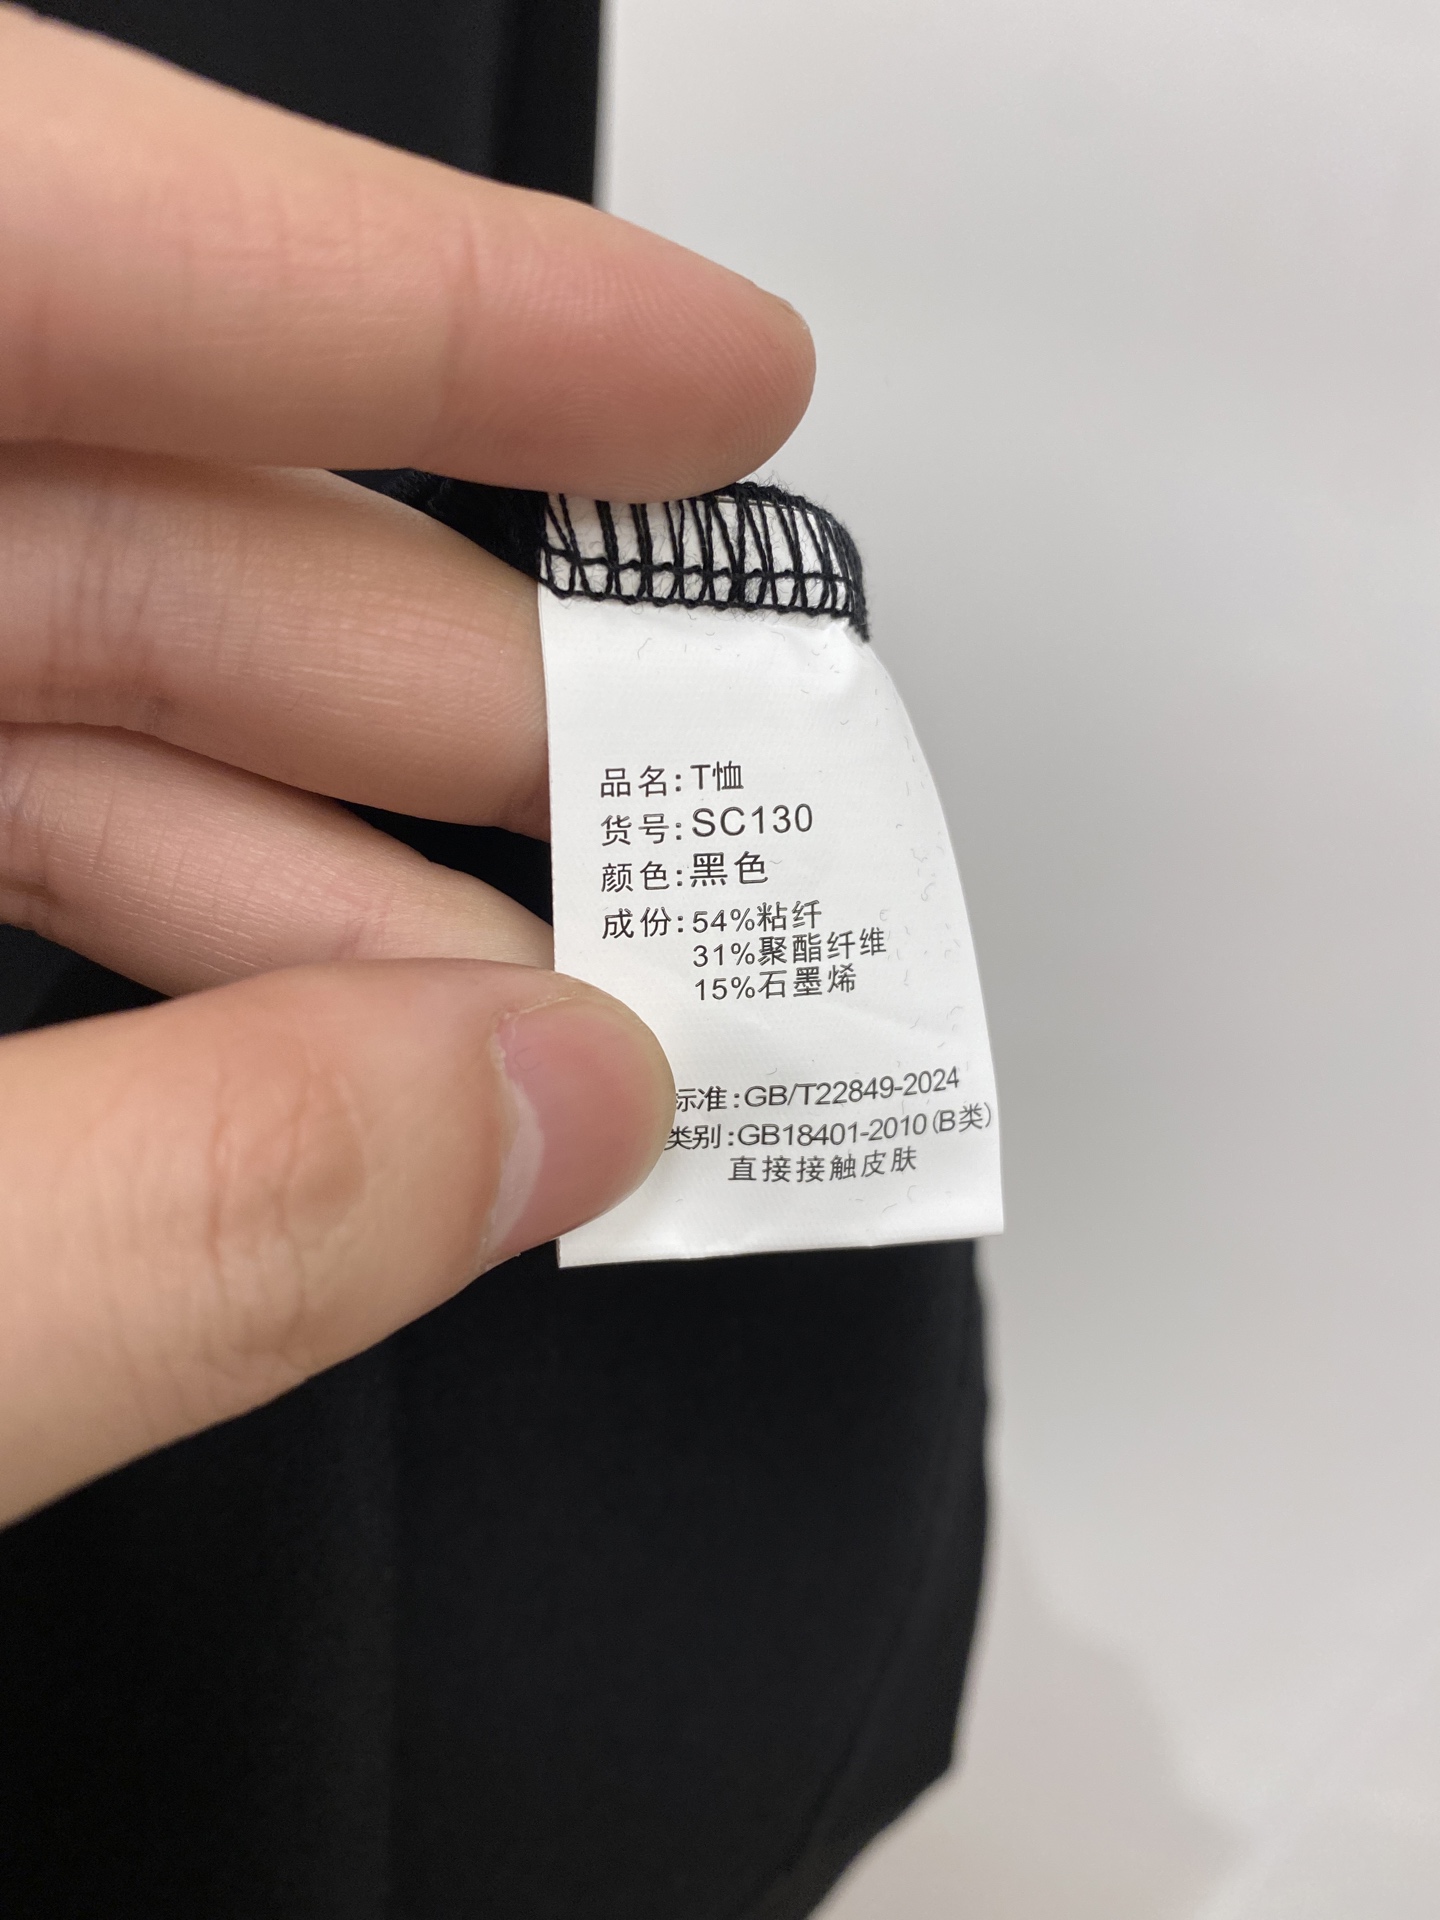 品名:T恤
货号:SC130
颜色:黑色
成份:54%粘纤
31%聚酯纤维
15%石墨烯
标准:GB/T22849-2024
类别:GB18401-2010(B类)
直接接触皮肤